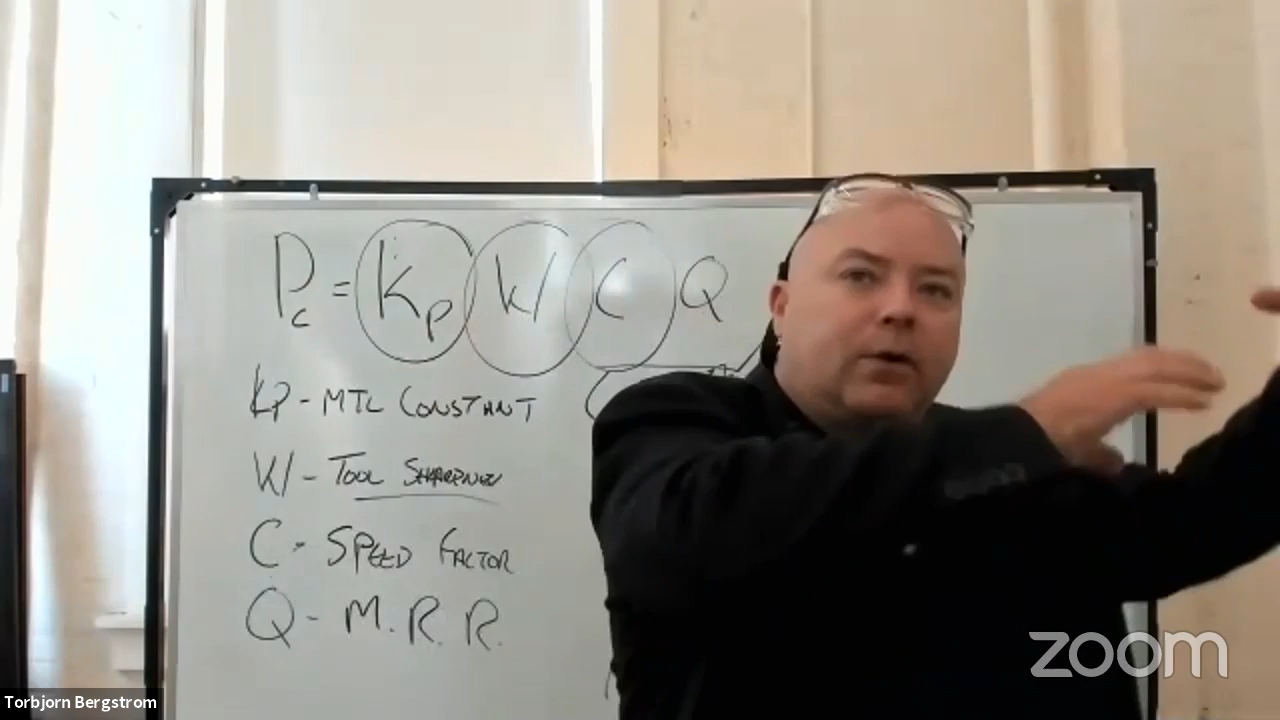 Pc = Kp W C Q
Kp - MTL CONSTANT
W - TOOL SHARPNESS
C - SPEED FACTOR
Q - M.R.R.
Torbjorn Bergstrom
zoom